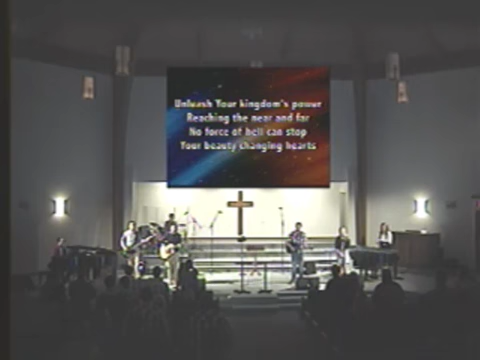 Unleash Your kingdom's power
Reaching the near and far
No force of hell can stop
Your beauty changing hearts